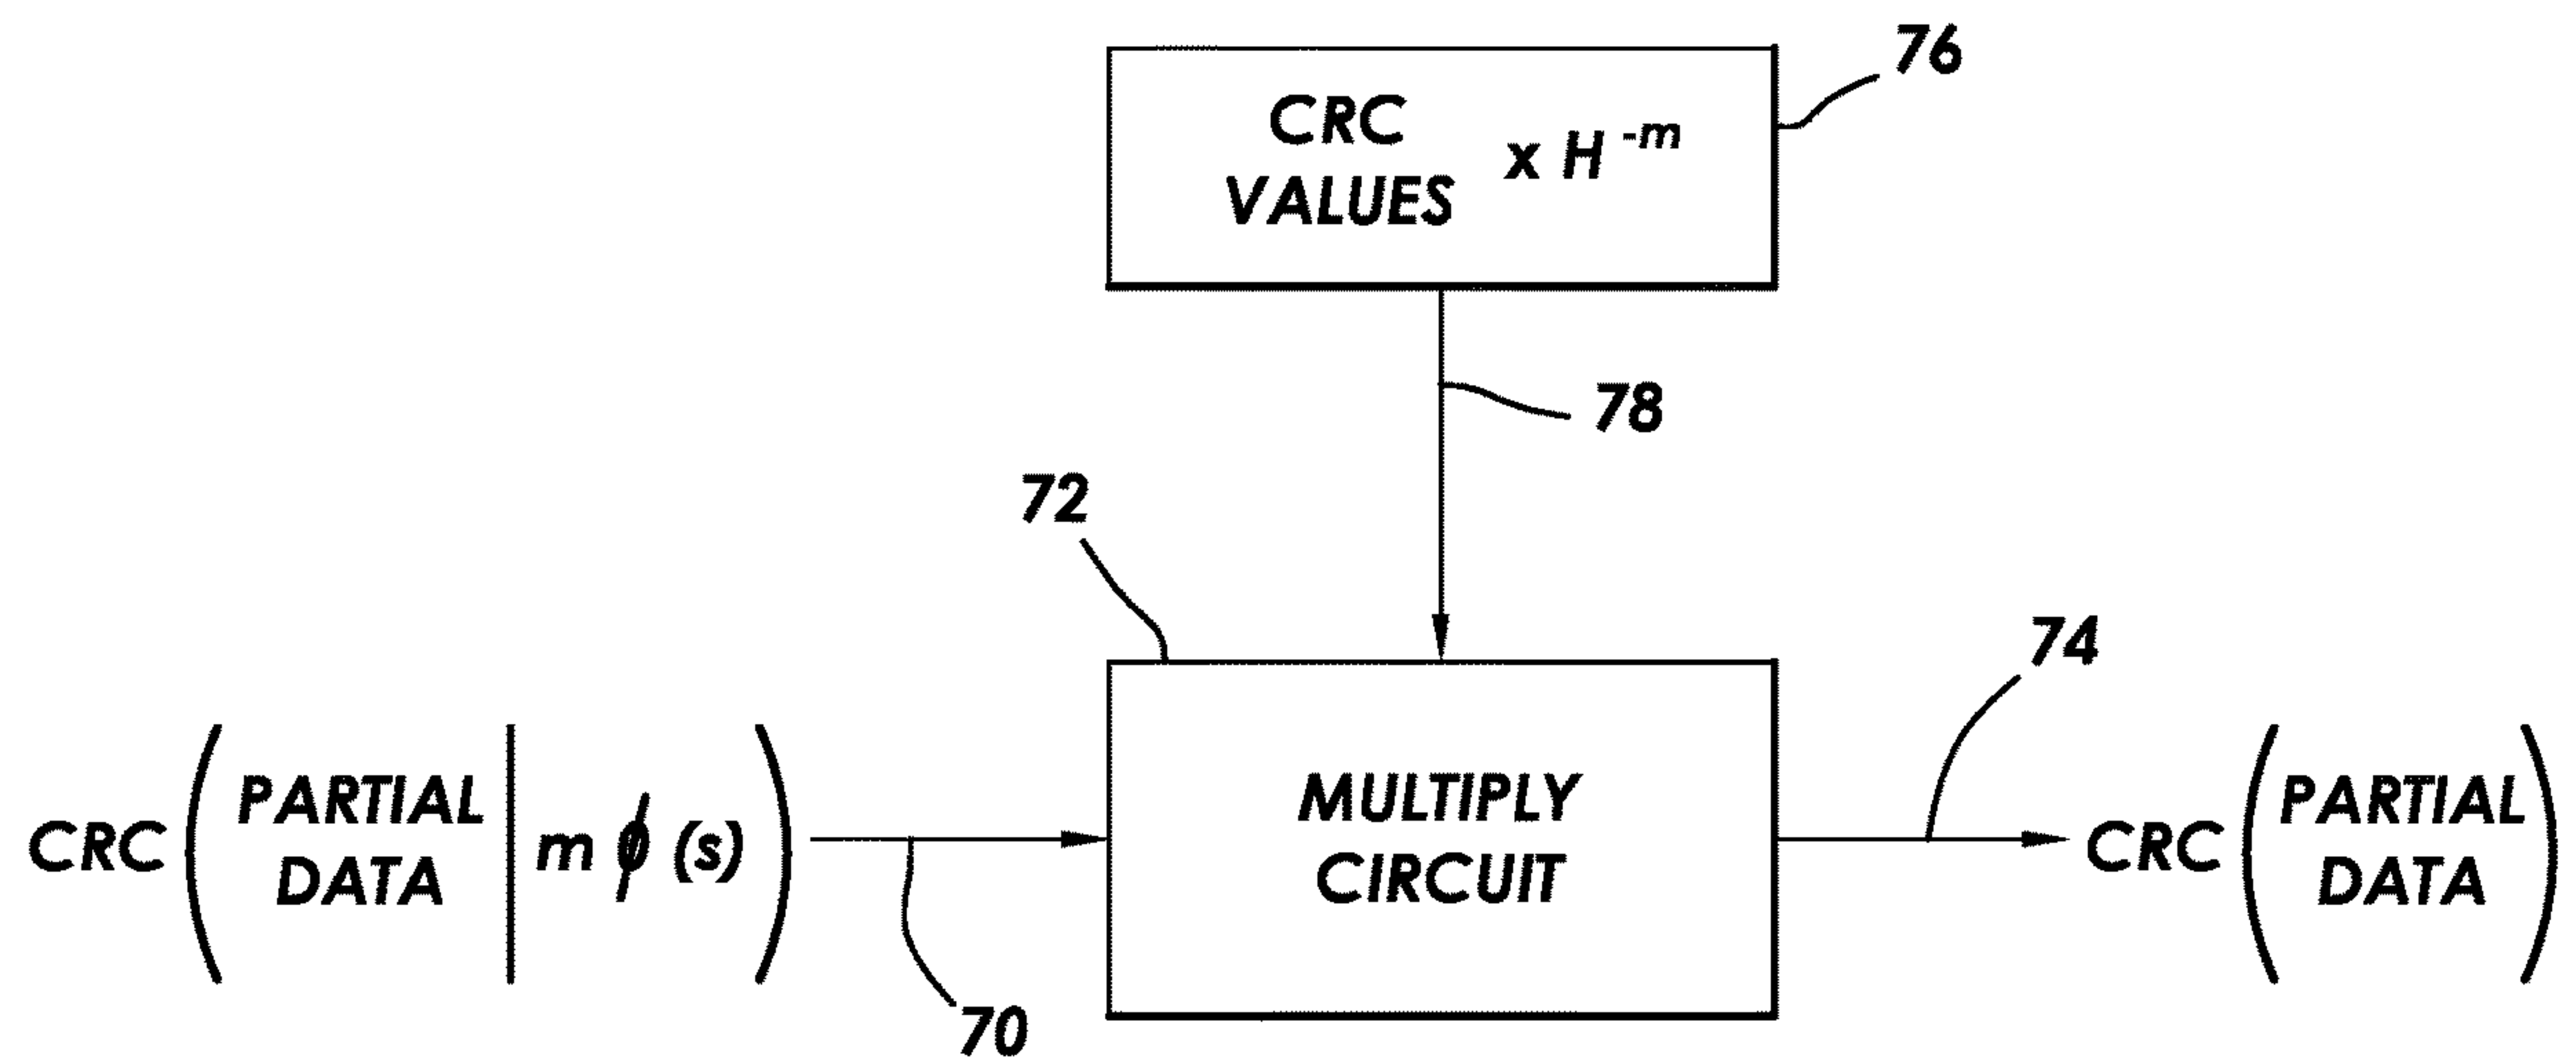 76
CRC
VALUES x H^-m
78
72
74
CRC ( PARTIAL DATA | m ϕ (s) )
70
MULTIPLY
CIRCUIT
CRC ( PARTIAL DATA )